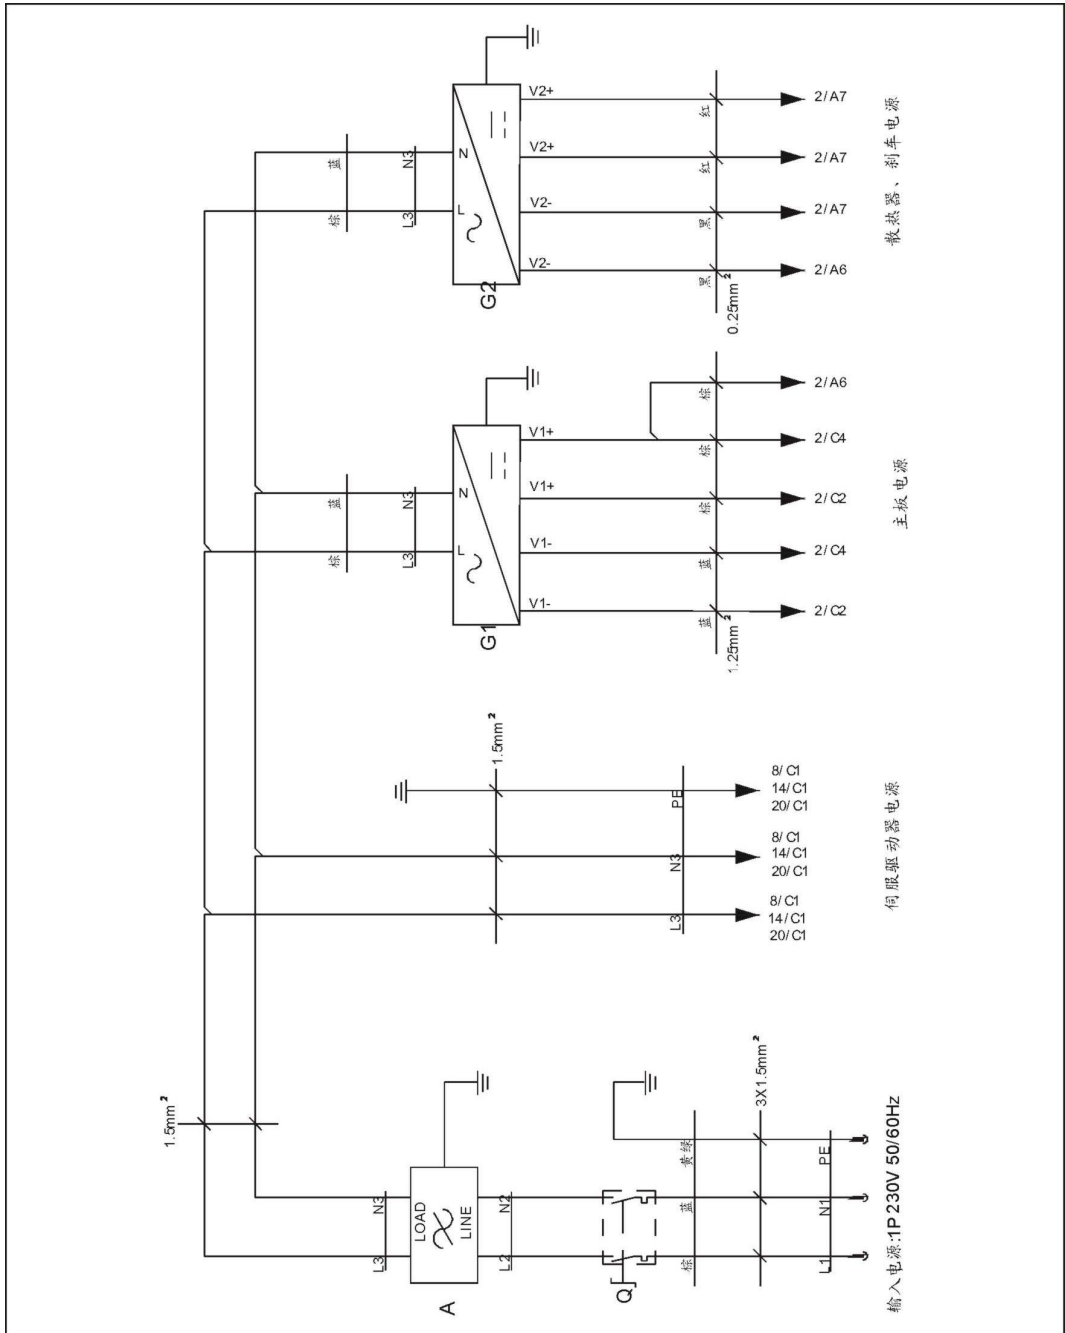 V2+
2/A7
红
V2+
2/A7
红
V2-
2/A7
黑
V2-
2/A6
黑
N
L
N3
L3
蓝
棕
G2
0.25mm²
散热器、刹车电源
2/A6
棕
V1+
2/C4
棕
V1+
2/C2
棕
V1-
2/C4
蓝
V1-
2/C2
蓝
N
L
N3
L3
蓝
棕
G1
1.25mm²
主板电源
1.5mm²
PE
8/C1
14/C1
20/C1
N3
8/C1
14/C1
20/C1
L3
8/C1
14/C1
20/C1
伺服驱动器电源
1.5mm²
N3
L3
LOAD
LINE
A
N2
L2
Q
黄绿
蓝
棕
3X1.5mm²
PE
N1
L1
输入电源:1P 230V 50/60Hz